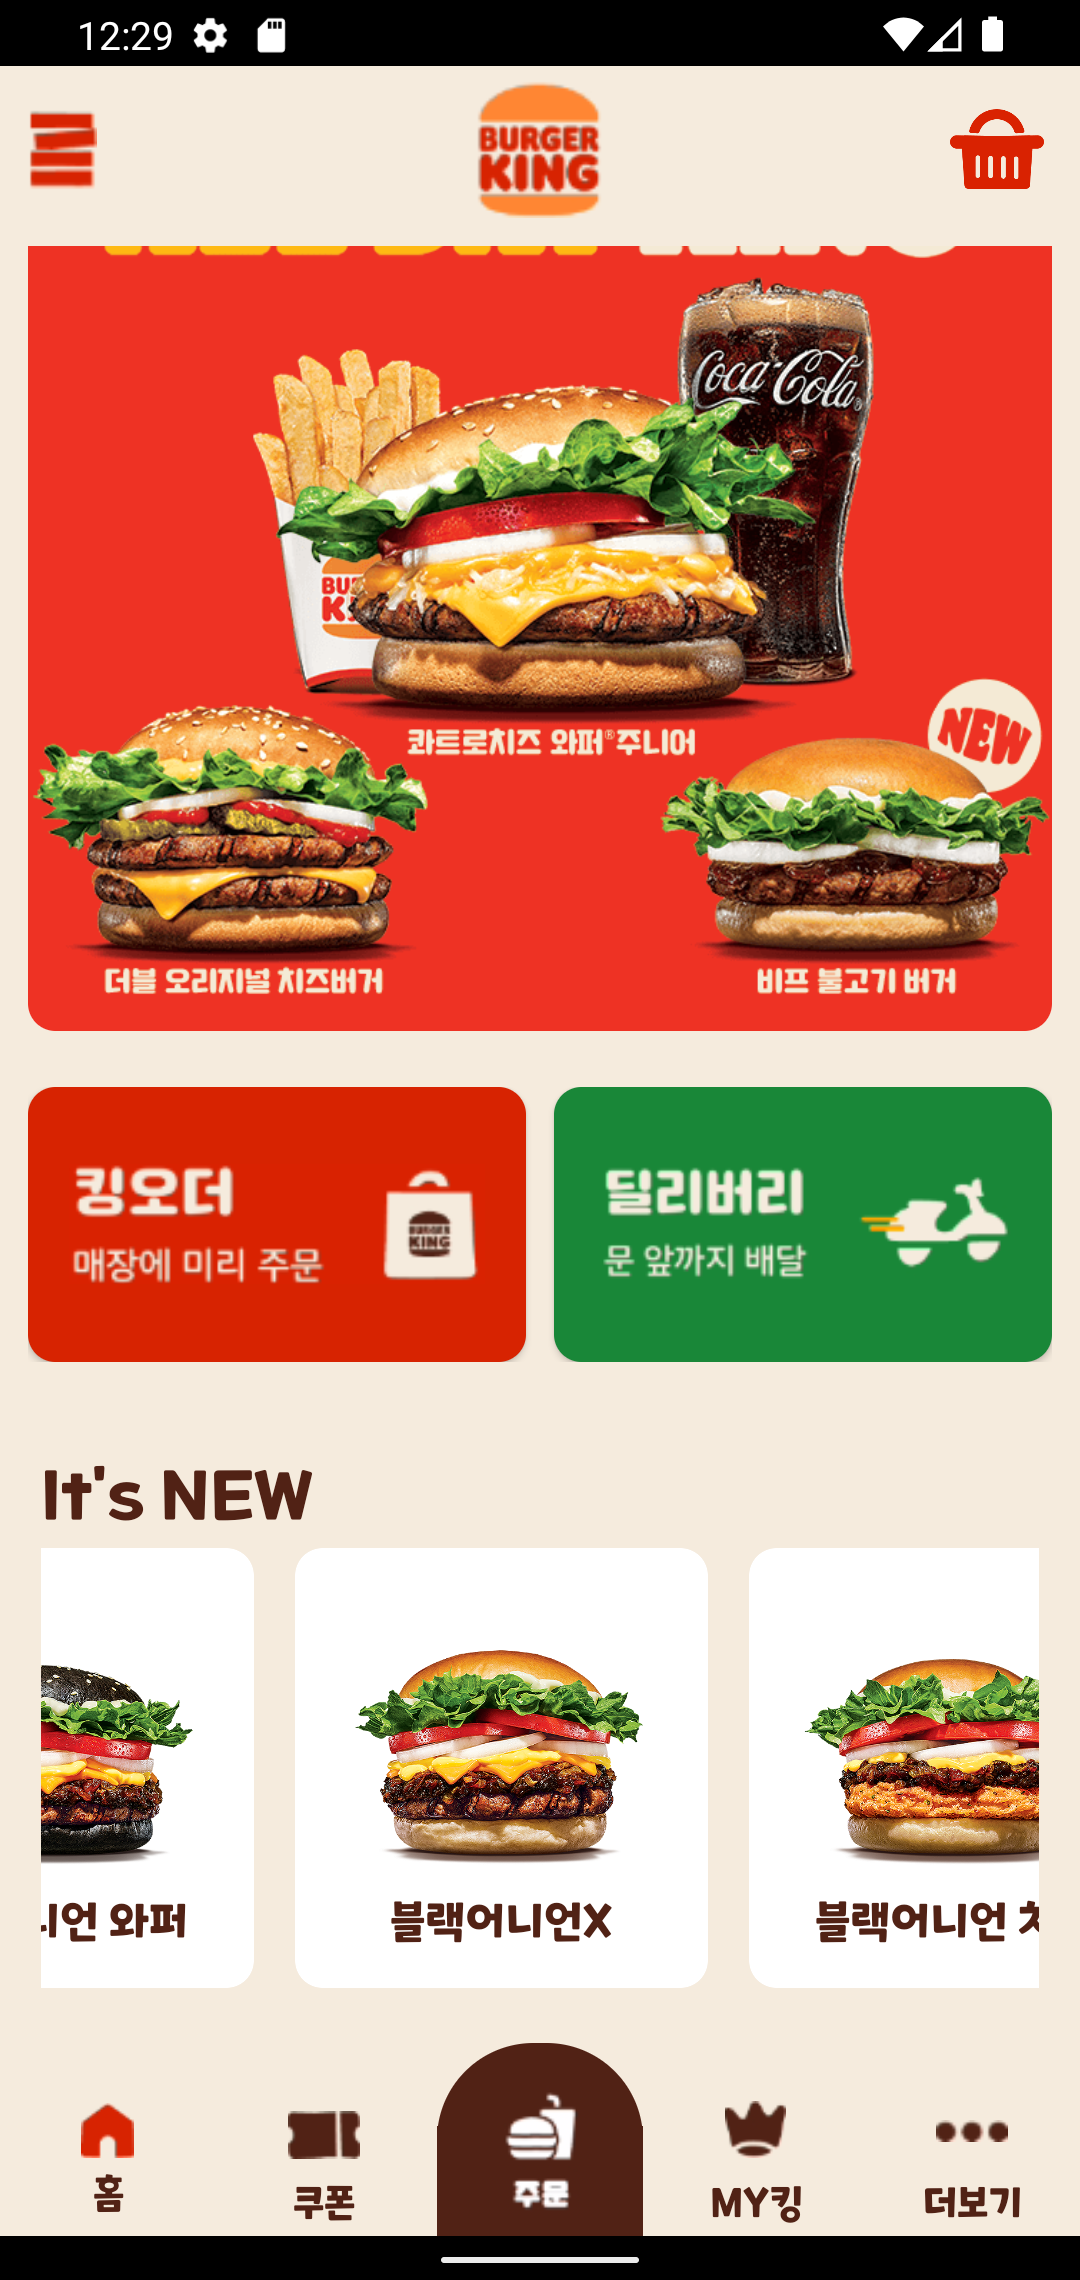 12:29
BURGER
KING
Coca-Cola
BU
KI
콰트로치즈 와퍼®주니어
NEW
더블 오리지널 치즈버거
비프 불고기 버거
킹오더
매장에 미리 주문
BURGER
KING
딜리버리
문 앞까지 배달
It's NEW
니언 와퍼
블랙어니언X
블랙어니언
홈
쿠폰
주문
MY킹
더보기